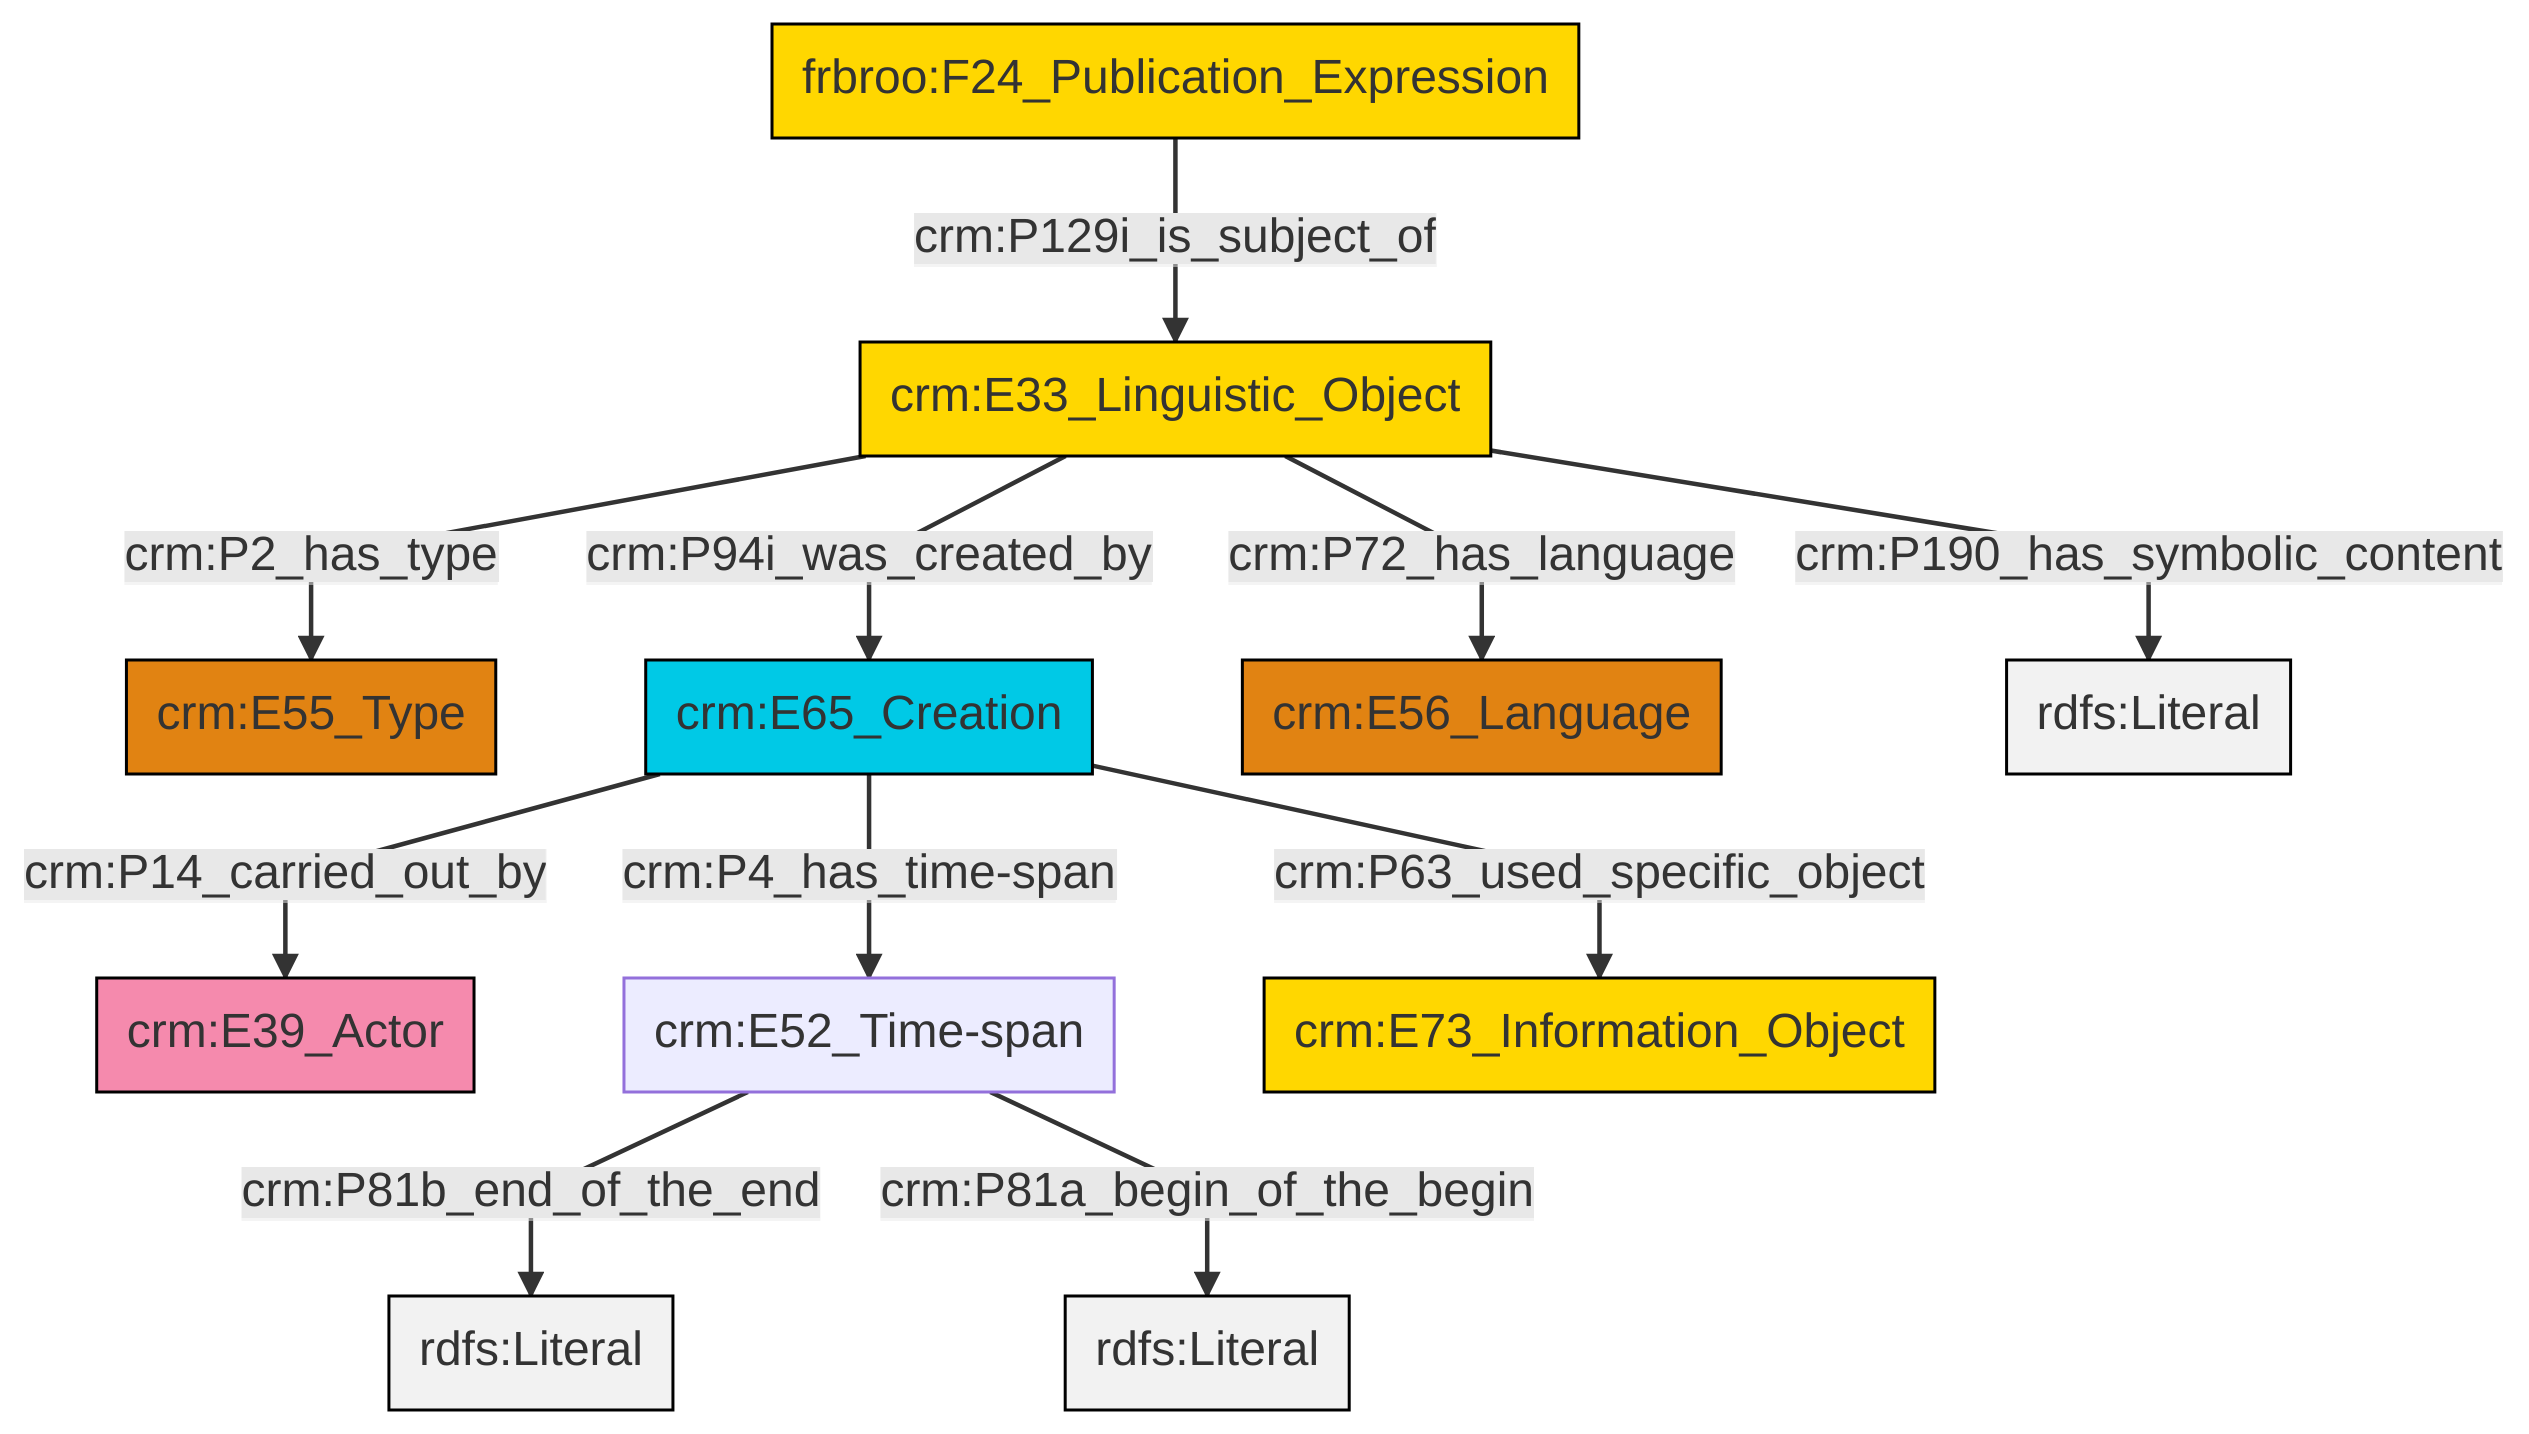 frbroo:F24_Publication_Expression
crm:P129i_is_subject_of
crm:E33_Linguistic_Object
crm:P2_has_type
crm:P94i_was_created_by
crm:P72_has_language
crm:P190_has_symbolic_content
crm:E55_Type
crm:E65_Creation
crm:E56_Language
rdfs:Literal
crm:P14_carried_out_by
crm:P4_has_time-span
crm:P63_used_specific_object
crm:E39_Actor
crm:E52_Time-span
crm:E73_Information_Object
crm:P81b_end_of_the_end
crm:P81a_begin_of_the_begin
rdfs:Literal
rdfs:Literal